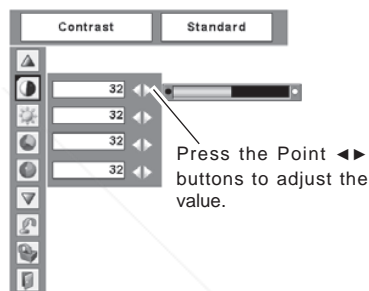 Contrast
Standard
32
32
32
32
Press the Point ◄►
buttons to adjust the
value.